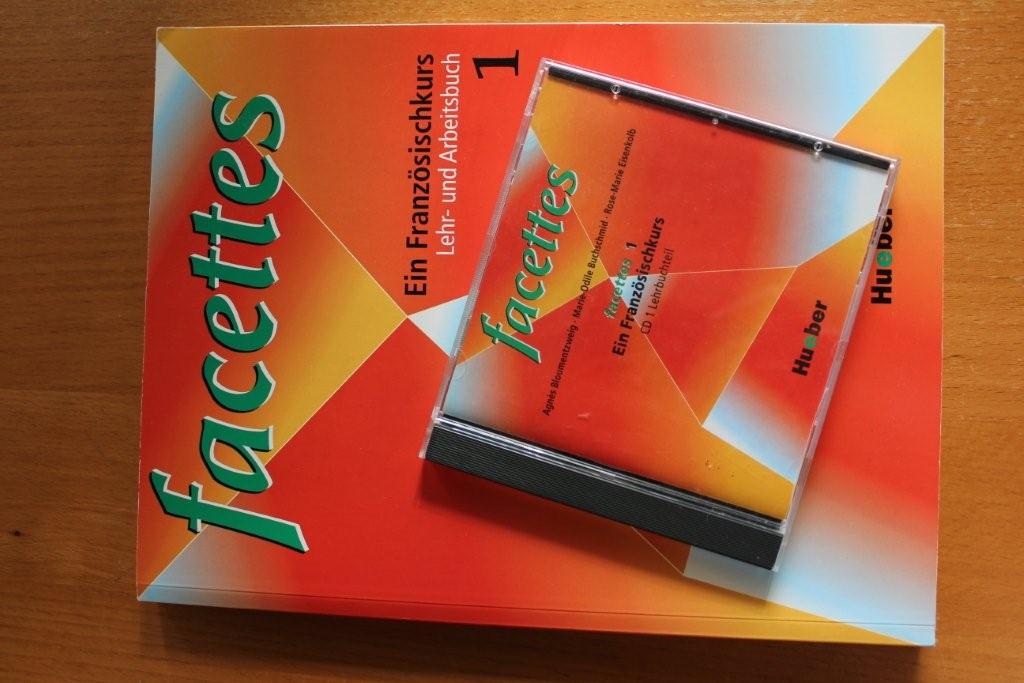 facettes
Ein Französischkurs
Lehr- und Arbeitsbuch
1
Hueber
facettes
Agnès Bloumentzweig · Marie-Odile Buchschmid · Rose-Marie Eisenkolb
facettes 1
Ein Französischkurs
CD 1 Lehrbuchteil
Hueber